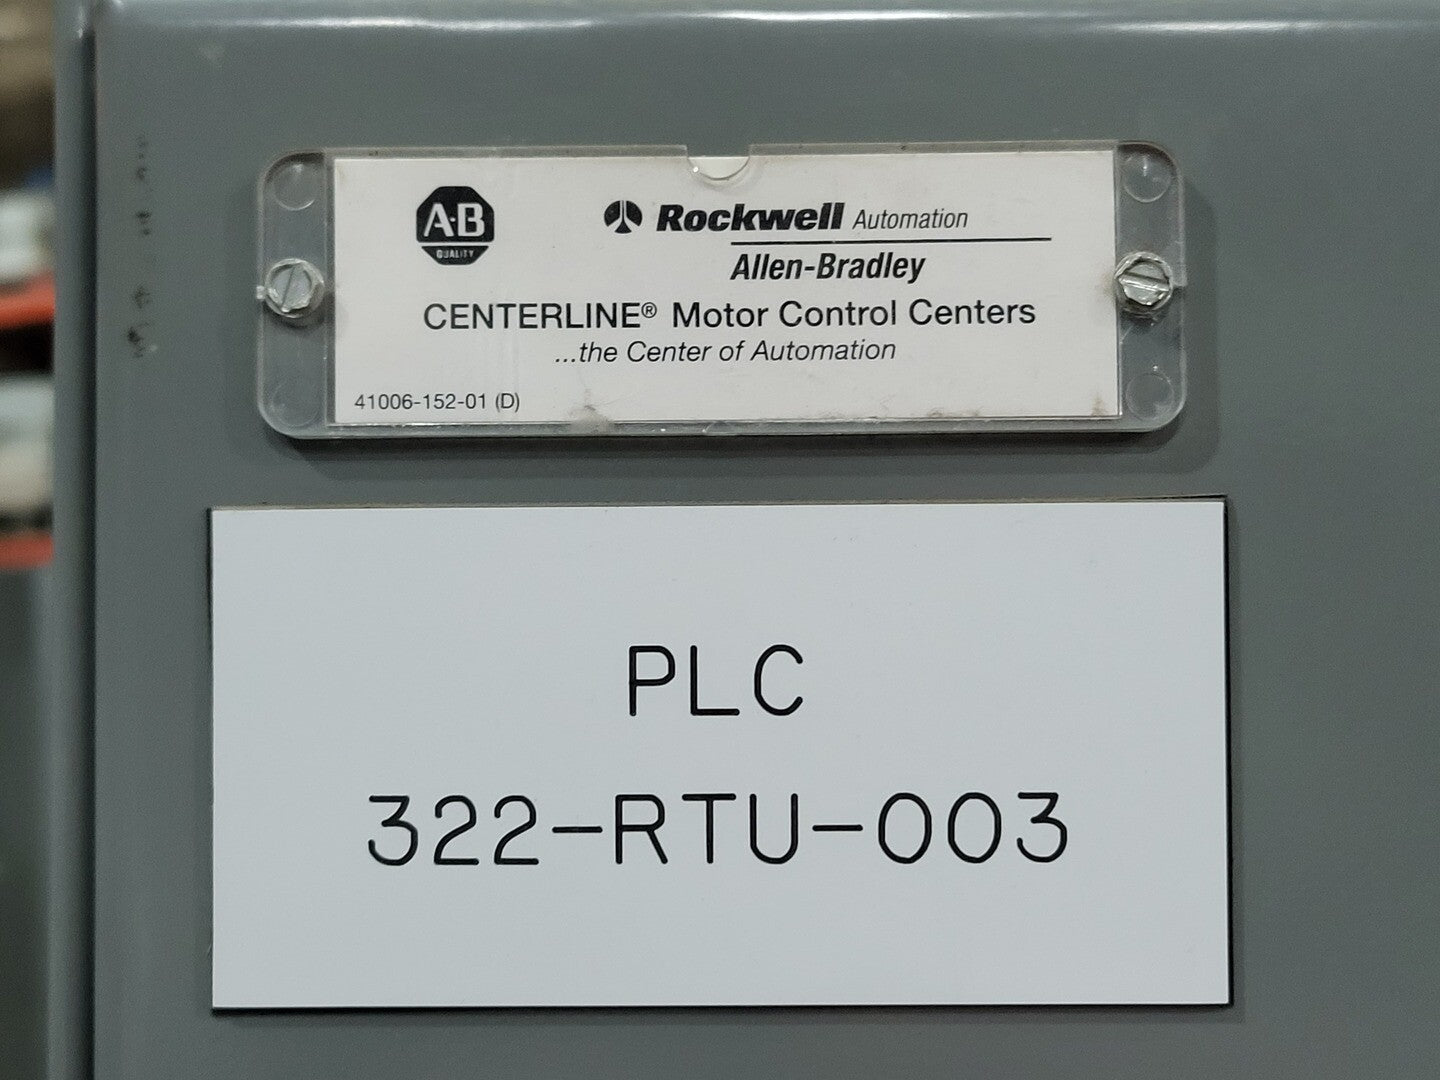 A·B
QUALITY
Rockwell Automation
Allen-Bradley
CENTERLINE® Motor Control Centers
...the Center of Automation
41006-152-01 (D)
PLC
322-RTU-003